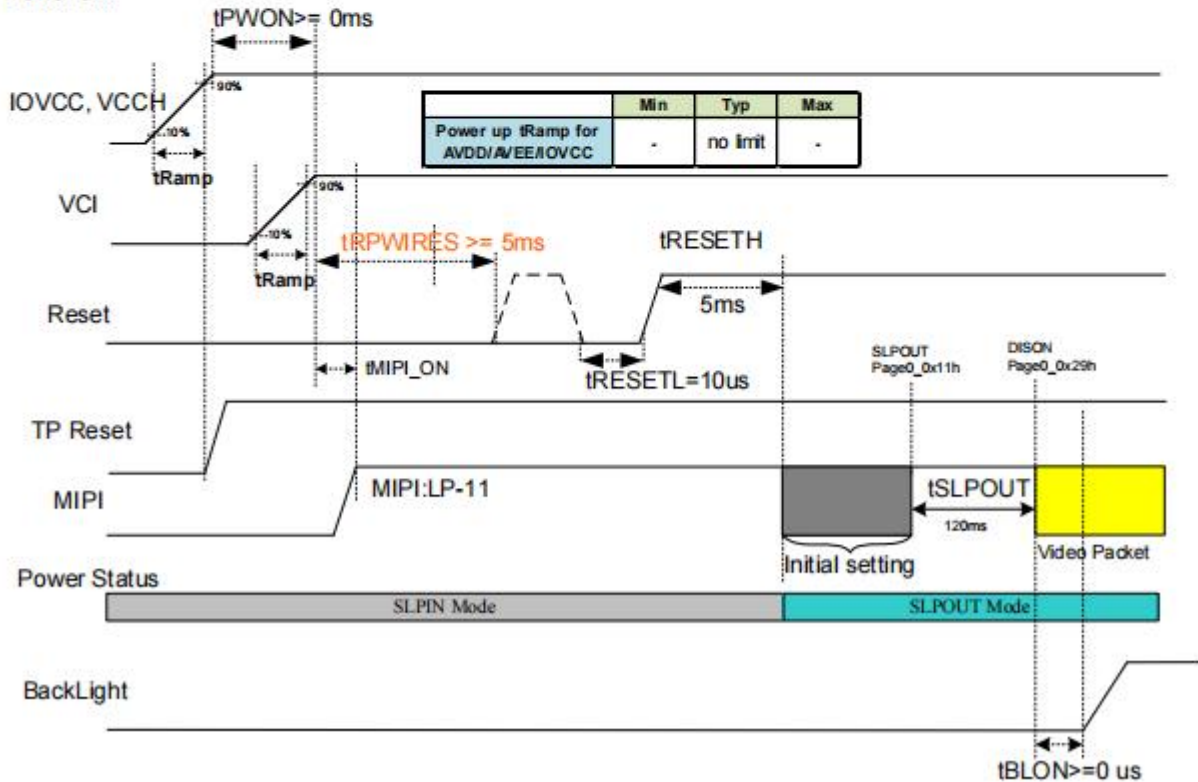 tPWON>= 0ms
IOVCC, VCCH
90%
10%
tRamp
Min Typ Max
Power up tRamp for AVDD/AVEE/IOVCC - no limit -
VCI
90%
10%
tRamp
tRPWIRES >= 5ms
tRESETH
5ms
Reset
tMIPI_ON
tRESETL=10us
SLPOUT
Page0_0x11h
DISON
Page0_0x29h
TP Reset
MIPI
MIPI:LP-11
tSLPOUT
120ms
Initial setting
Video Packet
Power Status
SLPIN Mode
SLPOUT Mode
BackLight
tBLON>=0 us